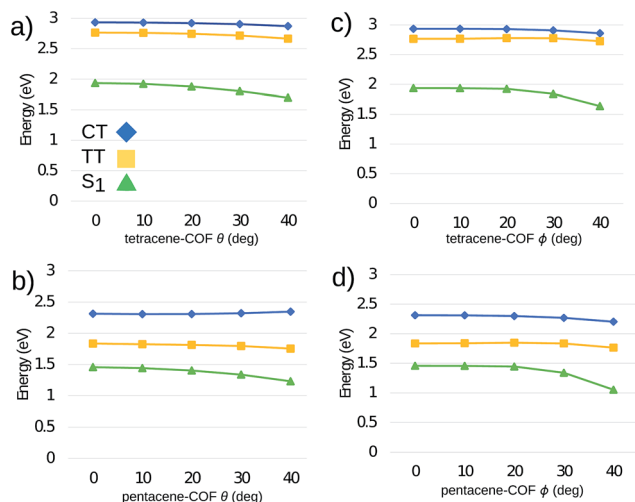 a)
3
2.5
2
1.5
1
0.5
0
Energy (eV)
CT
TT
S1
0 10 20 30 40
tetracene-COF θ (deg)
c)
3
2.5
2
1.5
1
0.5
0
Energy (eV)
0 10 20 30 40
tetracene-COF ϕ (deg)
b)
3
2.5
2
1.5
1
0.5
0
Energy (eV)
0 10 20 30 40
pentacene-COF θ (deg)
d)
3
2.5
2
1.5
1
0.5
0
Energy (eV)
0 10 20 30 40
pentacene-COF ϕ (deg)